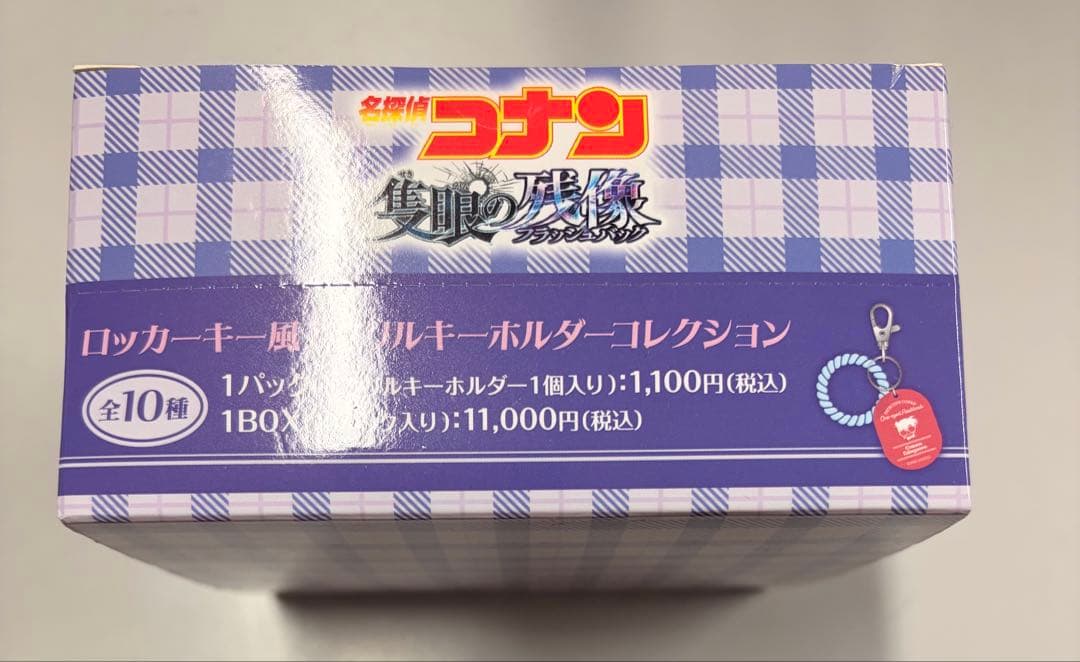 名探偵
コナン
隻眼の残像
フラッシュバック
ロッカーキー風 リルキーホルダーコレクション
全10種
1パック リルキーホルダー1個入り):1,100円(税込)
1BOX ク入り):11,000円(税込)